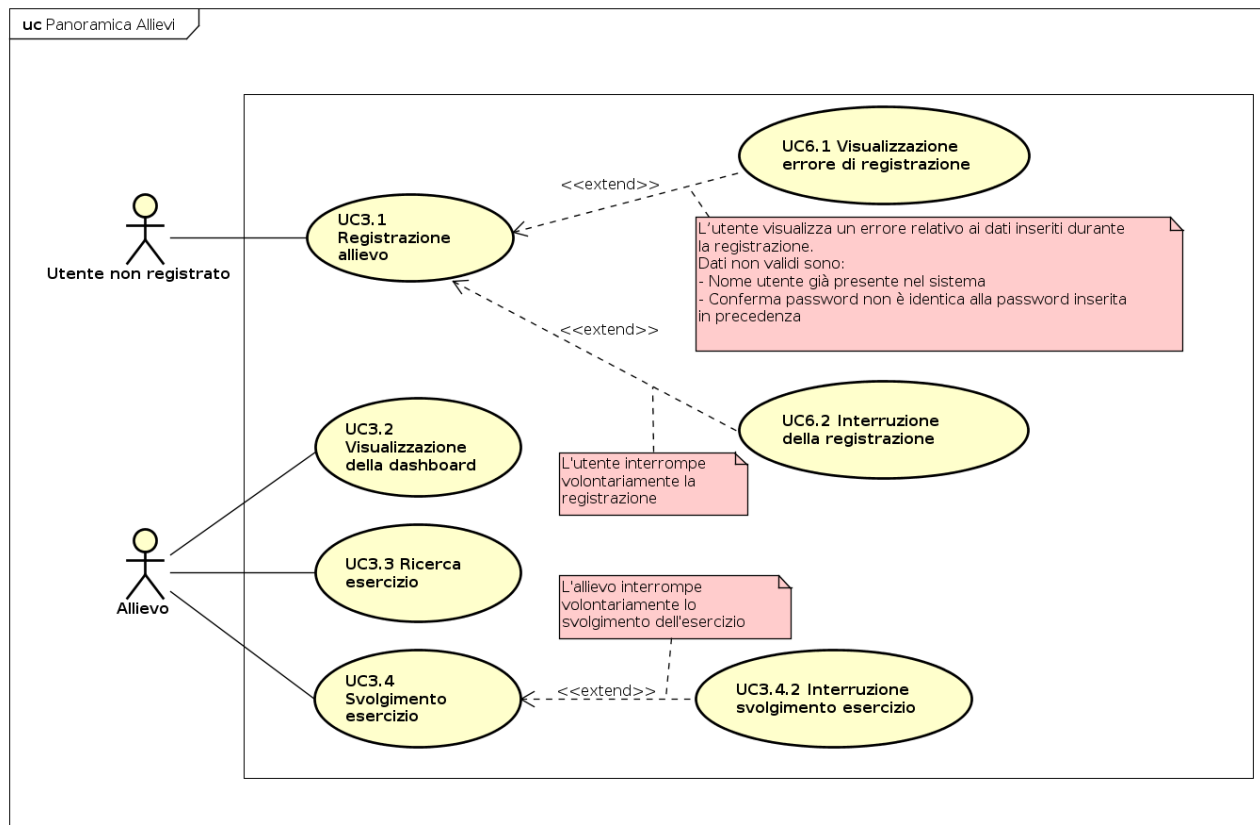 uc Panoramica Allievi
UC6.1 Visualizzazione
errore di registrazione
<<extend>>
UC3.1
Registrazione
allievo
Utente non registrato
L'utente visualizza un errore relativo ai dati inseriti durante
la registrazione.
Dati non validi sono:
- Nome utente già presente nel sistema
- Conferma password non è identica alla password inserita
in precedenza
<<extend>>
UC6.2 Interruzione
della registrazione
UC3.2
Visualizzazione
della dashboard
L'utente interrompe
volontariamente la
registrazione
UC3.3 Ricerca
esercizio
Allievo
L'allievo interrompe
volontariamente lo
svolgimento dell'esercizio
UC3.4
Svolgimento
esercizio
<<extend>>
UC3.4.2 Interruzione
svolgimento esercizio